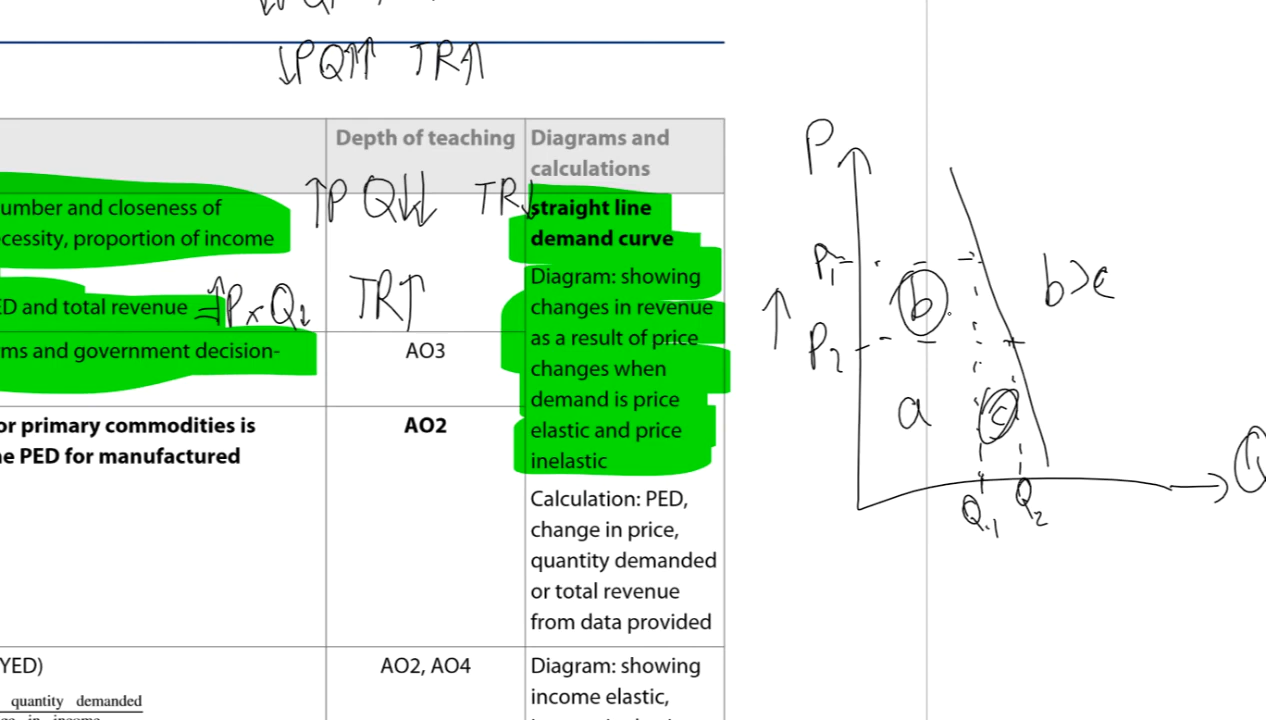 ↓PQ↑↑ TR↑
Depth of teaching
Diagrams and
calculations
umber and closeness of
cessity, proportion of income
↑P Q↓↓ TR↓
straight line
demand curve
ED and total revenue
=↑P×Q↓ TR↑
Diagram: showing
changes in revenue
as a result of price
changes when
demand is price
elastic and price
inelastic
ms and government decision-
AO3
or primary commodities is
e PED for manufactured
AO2
Calculation: PED,
change in price,
quantity demanded
or total revenue
from data provided
YED)
quantity demanded
AO2, AO4
Diagram: showing
income elastic,
P
P1
↑
P2
b
a
c
b>c
Q1
Q2
Q